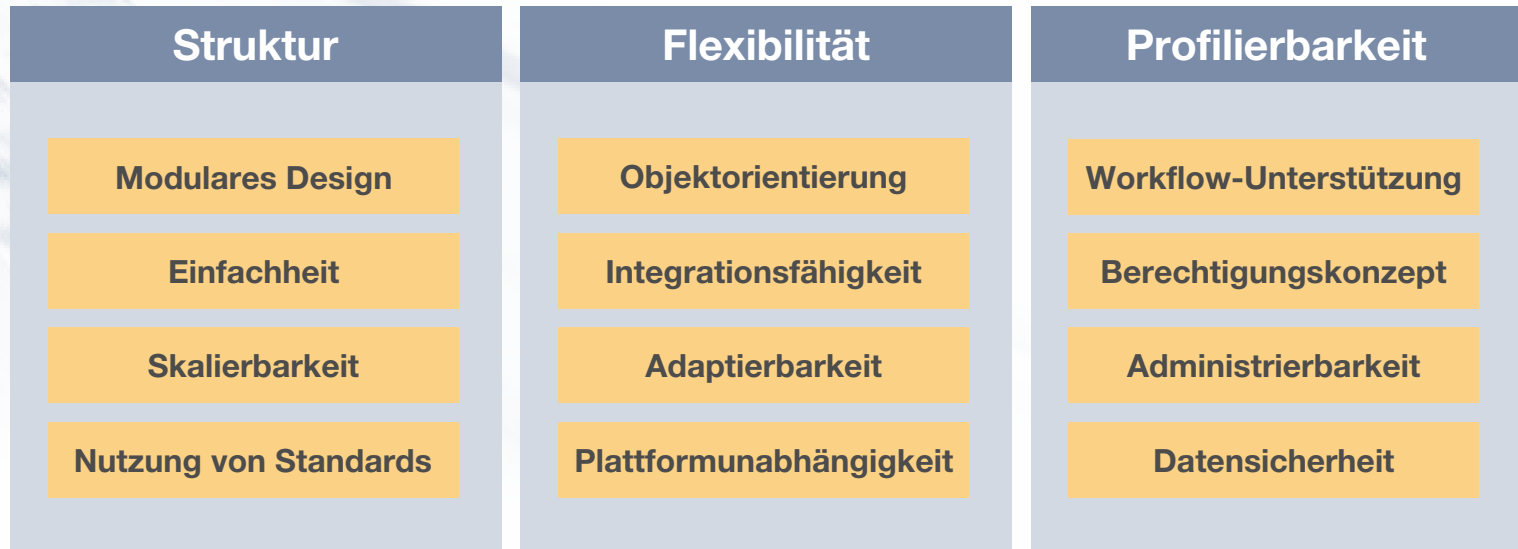 Struktur
Modulares Design
Einfachheit
Skalierbarkeit
Nutzung von Standards
Flexibilität
Objektorientierung
Integrationsfähigkeit
Adaptierbarkeit
Plattformunabhängigkeit
Profilierbarkeit
Workflow-Unterstützung
Berechtigungskonzept
Administrierbarkeit
Datensicherheit